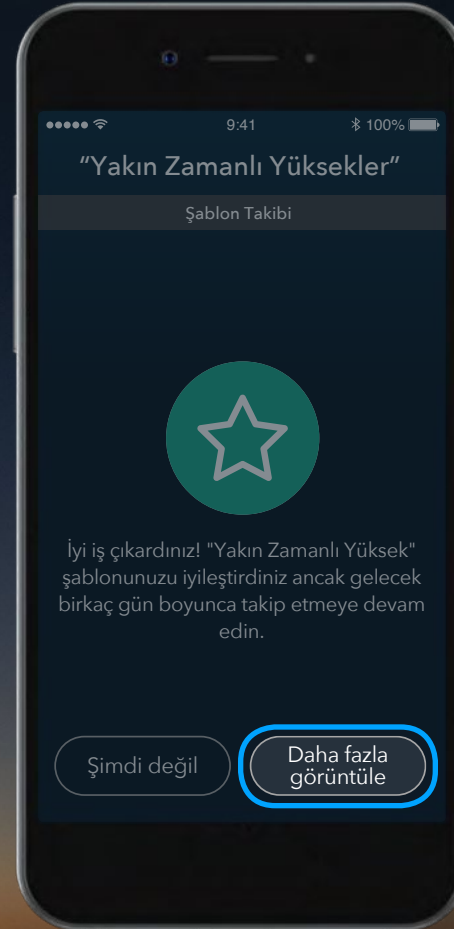 9:41
100%
“Yakın Zamanlı Yüksekler”
Şablon Takibi
İyi iş çıkardınız! "Yakın Zamanlı Yüksek"
şablonunuzu iyileştirdiniz ancak gelecek
birkaç gün boyunca takip etmeye devam
edin.
Şimdi değil
Daha fazla
görüntüle